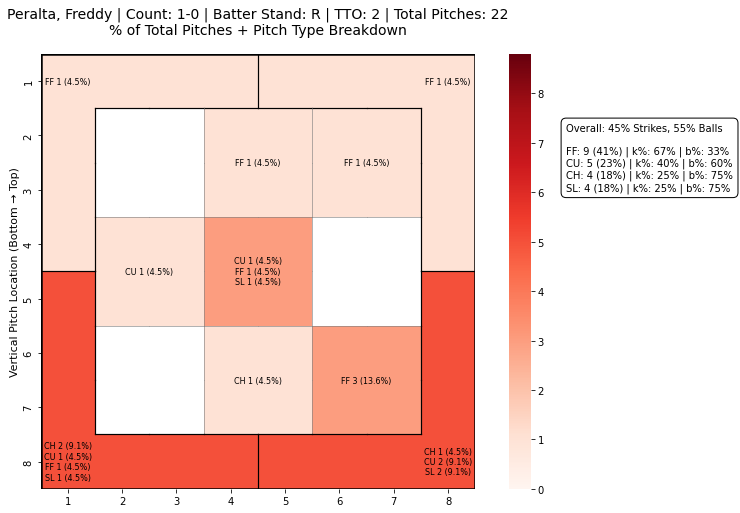 Peralta, Freddy | Count: 1-0 | Batter Stand: R | TTO: 2 | Total Pitches: 22
% of Total Pitches + Pitch Type Breakdown
Vertical Pitch Location (Bottom → Top)
1
2
3
4
5
6
7
8
FF 1 (4.5%)
FF 1 (4.5%)
FF 1 (4.5%)
FF 1 (4.5%)
CU 1 (4.5%)
CU 1 (4.5%)
FF 1 (4.5%)
SL 1 (4.5%)
CH 1 (4.5%)
FF 3 (13.6%)
CH 2 (9.1%)
CU 1 (4.5%)
FF 1 (4.5%)
SL 1 (4.5%)
CH 1 (4.5%)
CU 2 (9.1%)
SL 2 (9.1%)
1
2
3
4
5
6
7
8
8
7
6
5
4
3
2
1
0
Overall: 45% Strikes, 55% Balls
FF: 9 (41%) | k%: 67% | b%: 33%
CU: 5 (23%) | k%: 40% | b%: 60%
CH: 4 (18%) | k%: 25% | b%: 75%
SL: 4 (18%) | k%: 25% | b%: 75%